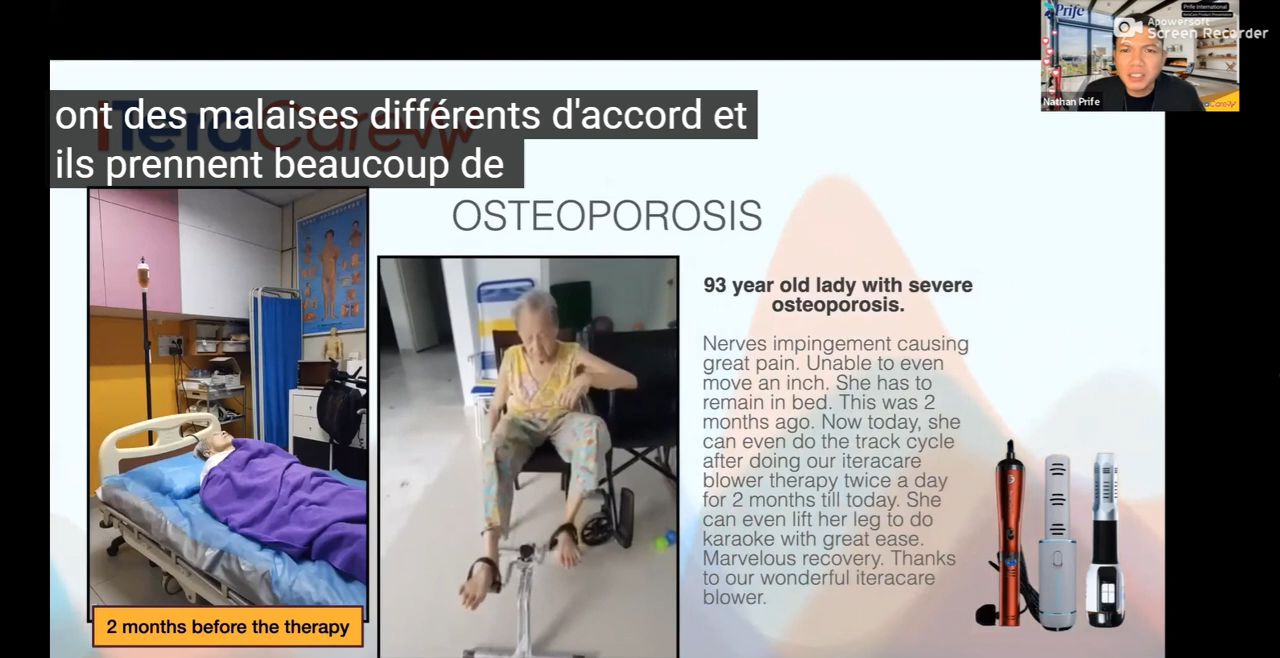 Prife International
Prife
Apowersoft
Screen Recorder
Nathan Prife
ont des malaises différents d'accord et
ils prennent beaucoup de
OSTEOPOROSIS
93 year old lady with severe
osteoporosis.
Nerves impingement causing
great pain. Unable to even
move an inch. She has to
remain in bed. This was 2
months ago. Now today, she
can even do the track cycle
after doing our iteracare
blower therapy twice a day
for 2 months till today. She
can even lift her leg to do
karaoke with great ease.
Marvelous recovery. Thanks
to our wonderful iteracare
blower.
2 months before the therapy